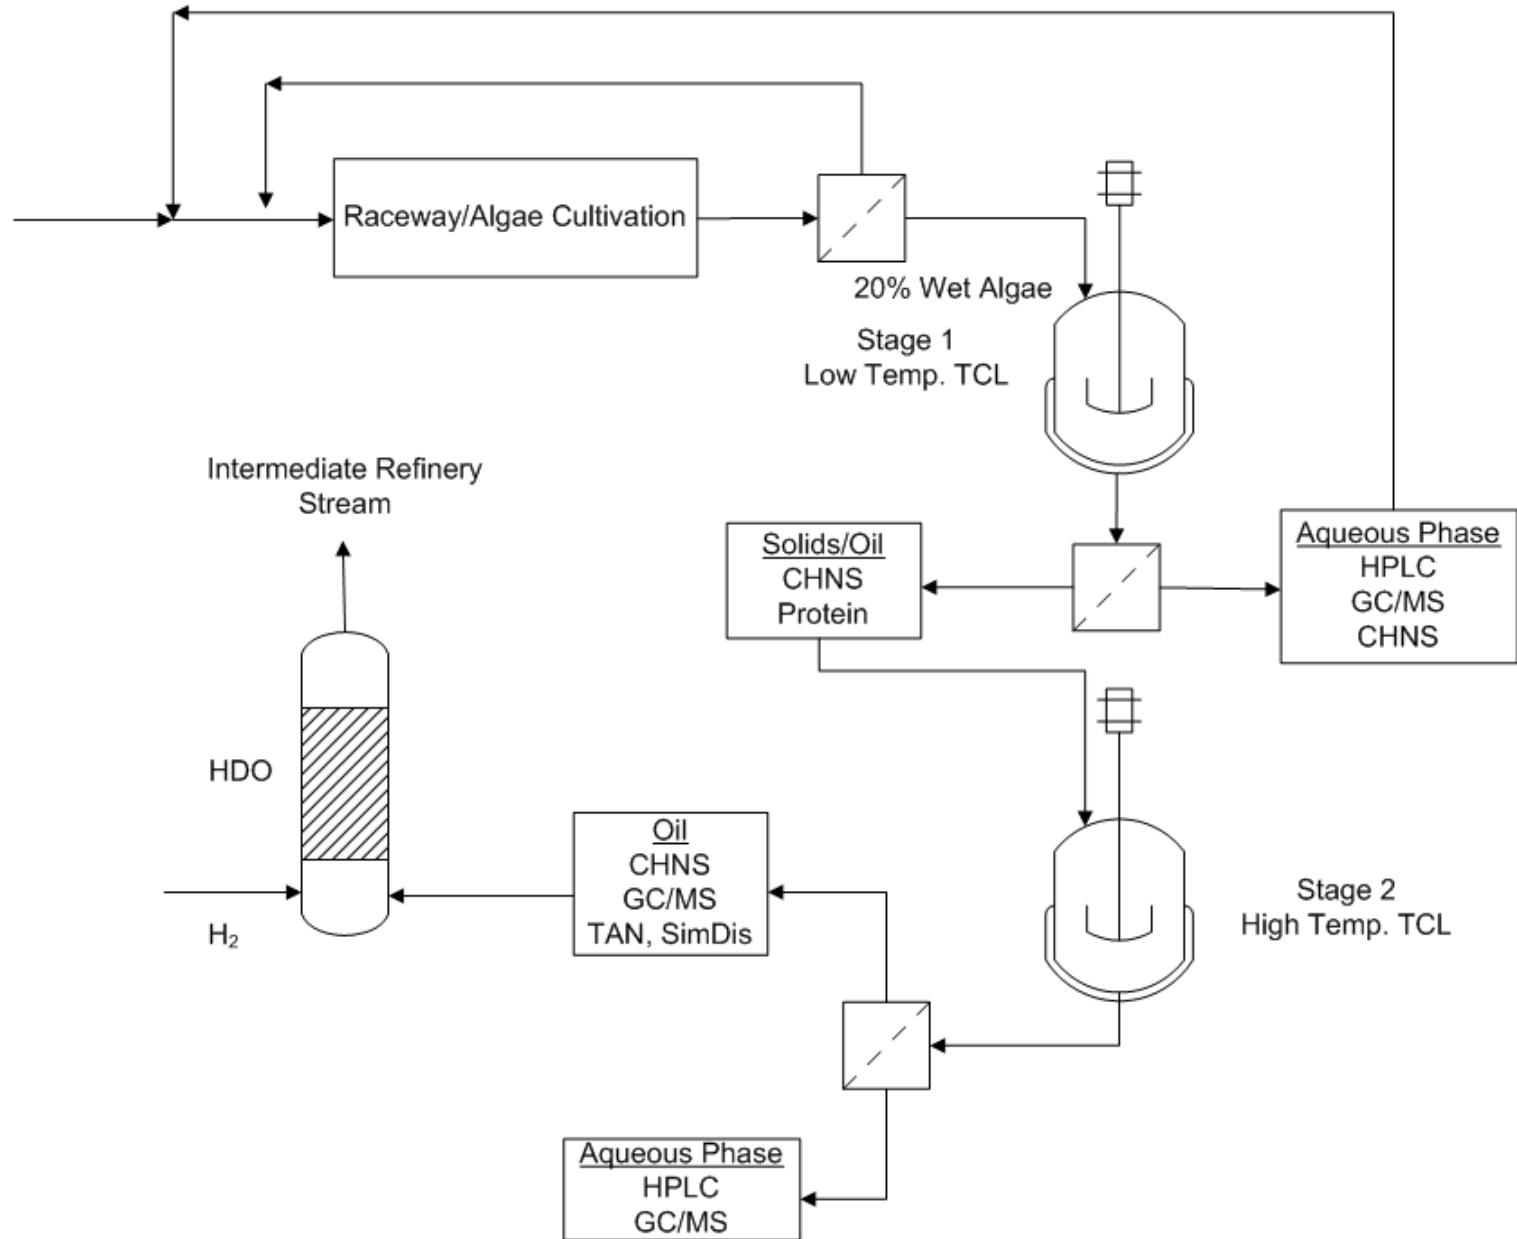 Raceway/Algae Cultivation
20% Wet Algae
Stage 1
Low Temp. TCL
Intermediate Refinery
Stream
Solids/Oil
CHNS
Protein
Aqueous Phase
HPLC
GC/MS
CHNS
HDO
H₂
Oil
CHNS
GC/MS
TAN, SimDis
Stage 2
High Temp. TCL
Aqueous Phase
HPLC
GC/MS